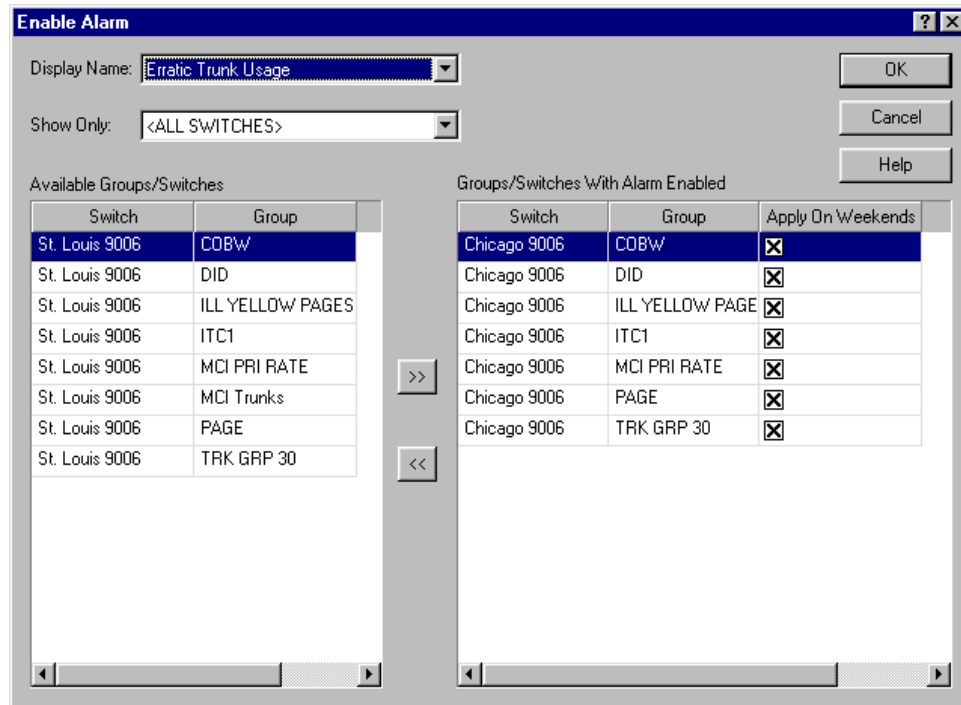 Enable Alarm
Display Name: Erratic Trunk Usage
OK
Show Only: <ALL SWITCHES>
Cancel
Help
Available Groups/Switches
Switch Group
St. Louis 9006 COBW
St. Louis 9006 DID
St. Louis 9006 ILL YELLOW PAGES
St. Louis 9006 ITC1
St. Louis 9006 MCI PRI RATE
St. Louis 9006 MCI Trunks
St. Louis 9006 PAGE
St. Louis 9006 TRK GRP 30
>>
<<
Groups/Switches With Alarm Enabled
Switch Group Apply On Weekends
Chicago 9006 COBW
Chicago 9006 DID
Chicago 9006 ILL YELLOW PAGE
Chicago 9006 ITC1
Chicago 9006 MCI PRI RATE
Chicago 9006 PAGE
Chicago 9006 TRK GRP 30